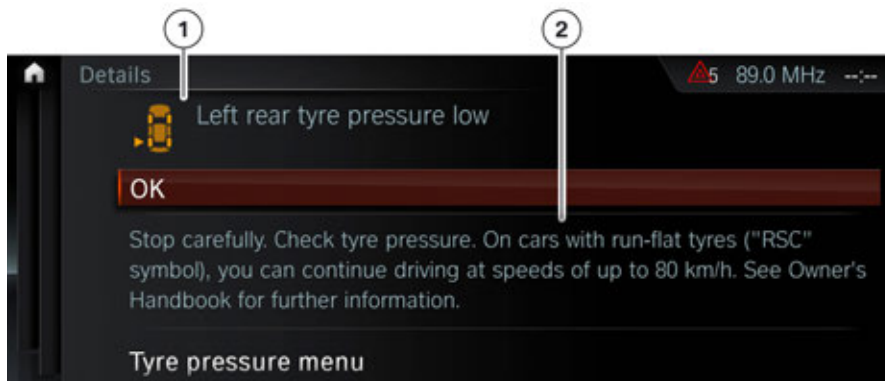 1 2
Details 5 89.0 MHz --:--
Left rear tyre pressure low
OK
Stop carefully. Check tyre pressure. On cars with run-flat tyres ("RSC"
symbol), you can continue driving at speeds of up to 80 km/h. See Owner's
Handbook for further information.
Tyre pressure menu